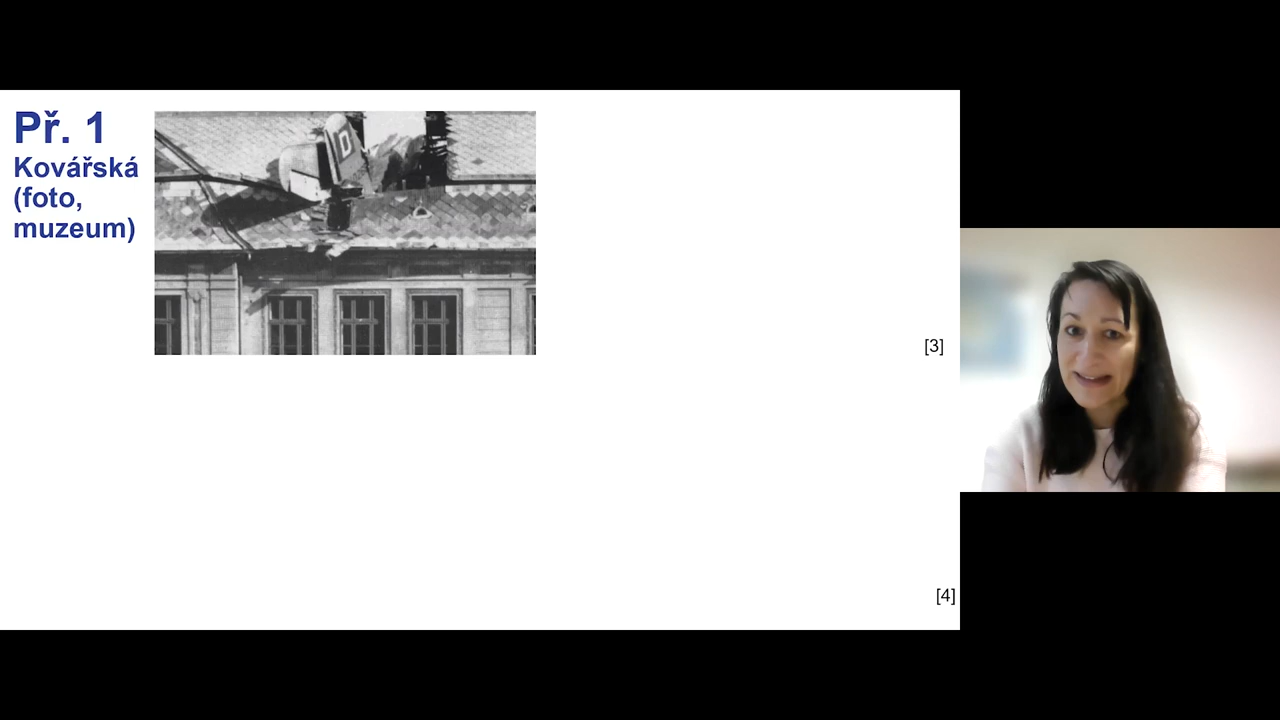 Př. 1
Kovářská
(foto,
muzeum)
D
[3]
[4]